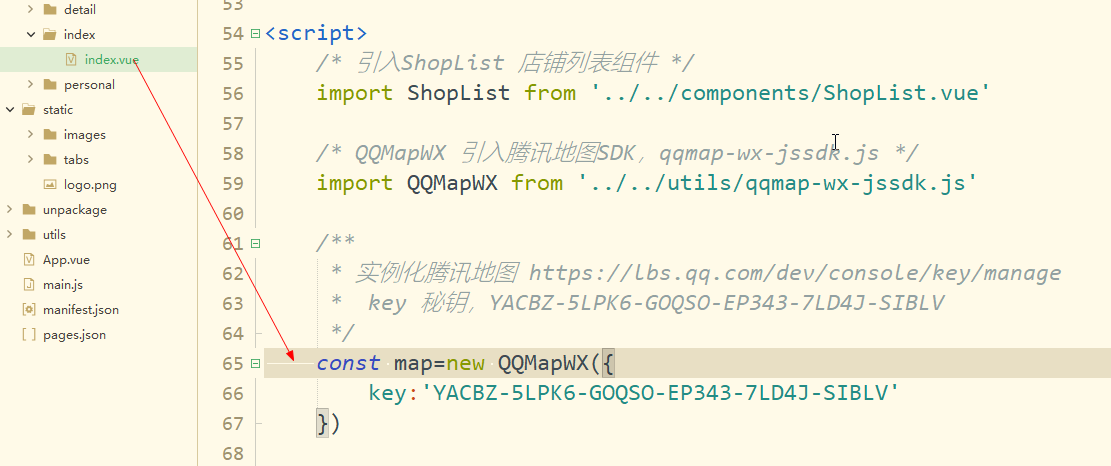 detail
index
index.vue
personal
static
images
tabs
logo.png
unpackage
utils
App.vue
main.js
manifest.json
pages.json
53
54 <script>
55 /* 引入ShopList 店铺列表组件 */
56 import ShopList from '../../components/ShopList.vue'
57
58 /* QQMapWX 引入腾讯地图SDK，qqmap-wx-jssdk.js */
59 import QQMapWX from '../../utils/qqmap-wx-jssdk.js'
60
61 /**
62 * 实例化腾讯地图 https://lbs.qq.com/dev/console/key/manage
63 * key 秘钥，YACBZ-5LPK6-GOQSO-EP343-7LD4J-SIBLV
64 */
65 const map=new QQMapWX({
66 key:'YACBZ-5LPK6-GOQSO-EP343-7LD4J-SIBLV'
67 })
68